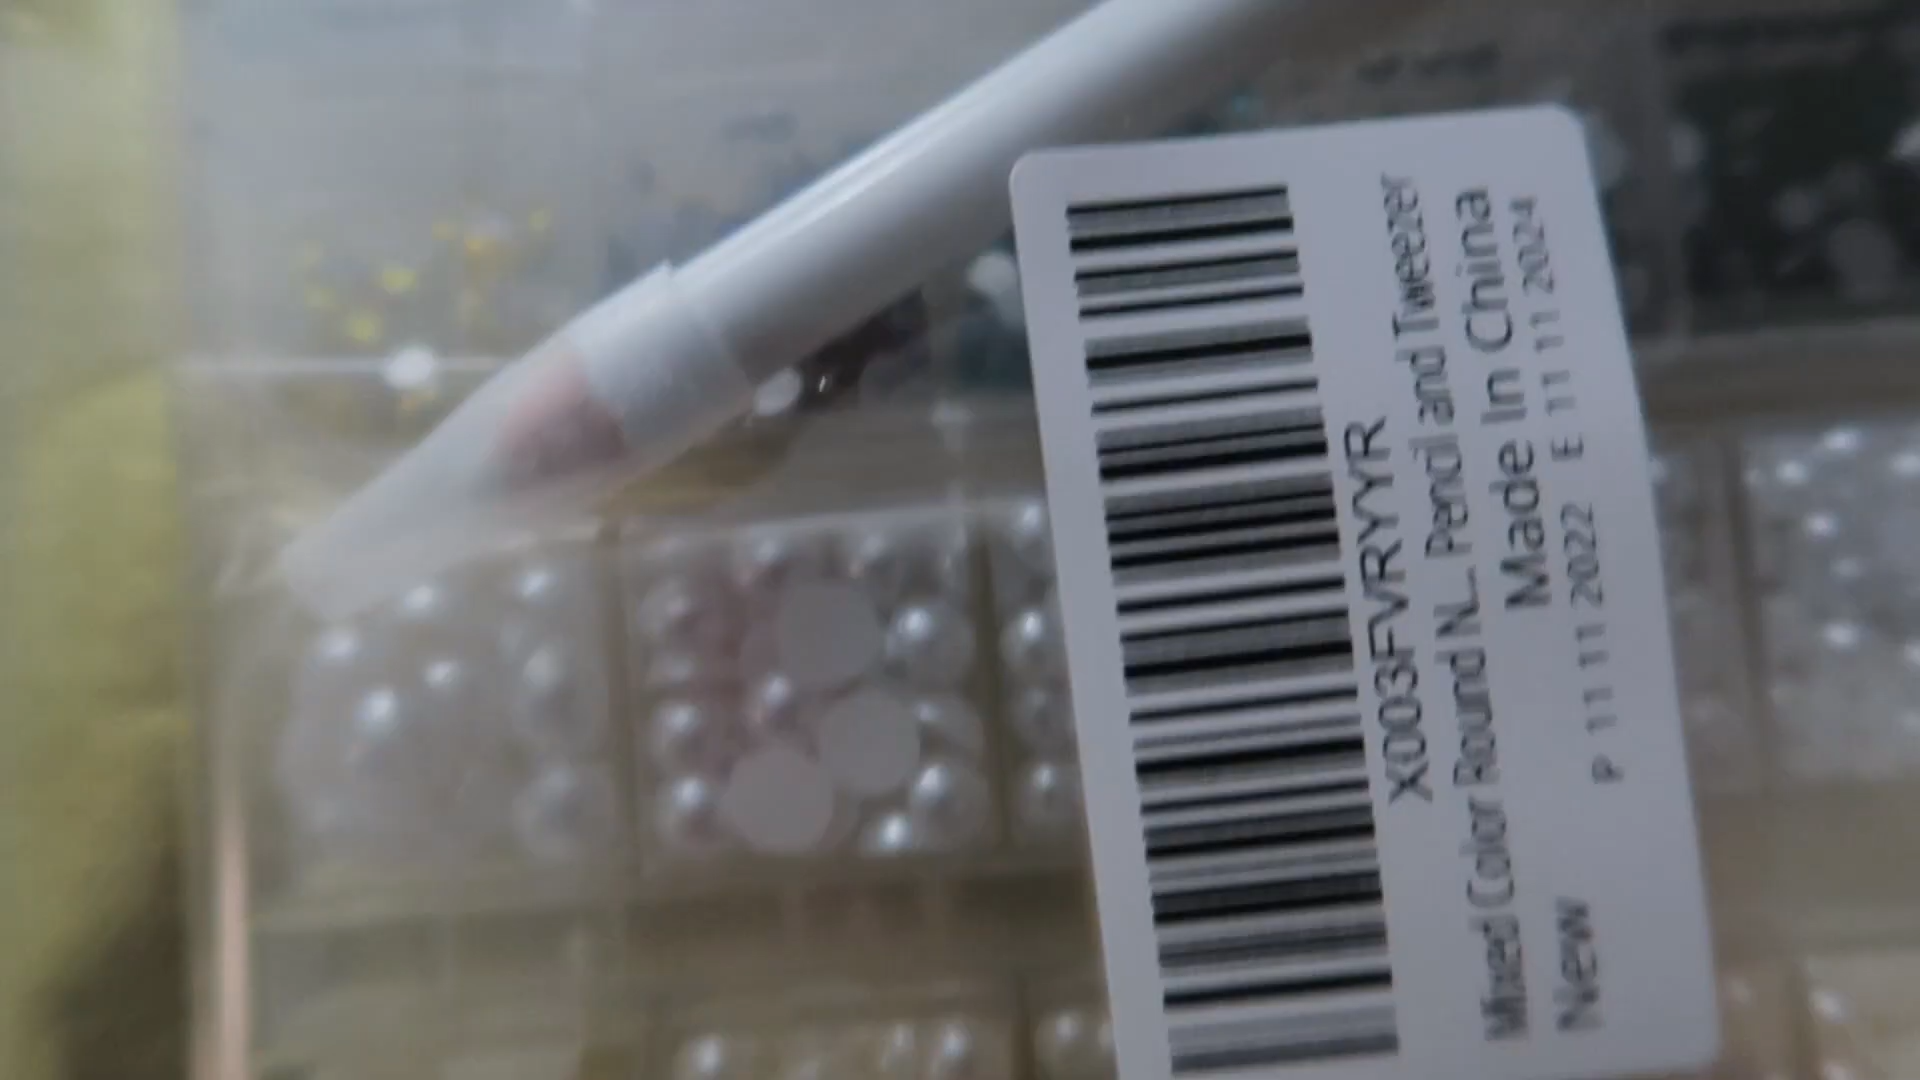 X003FVRYYR
Mixed Color Round N... Pencil and Tweezer
New Made In China
P 11 11 2022 E 11 11 2024